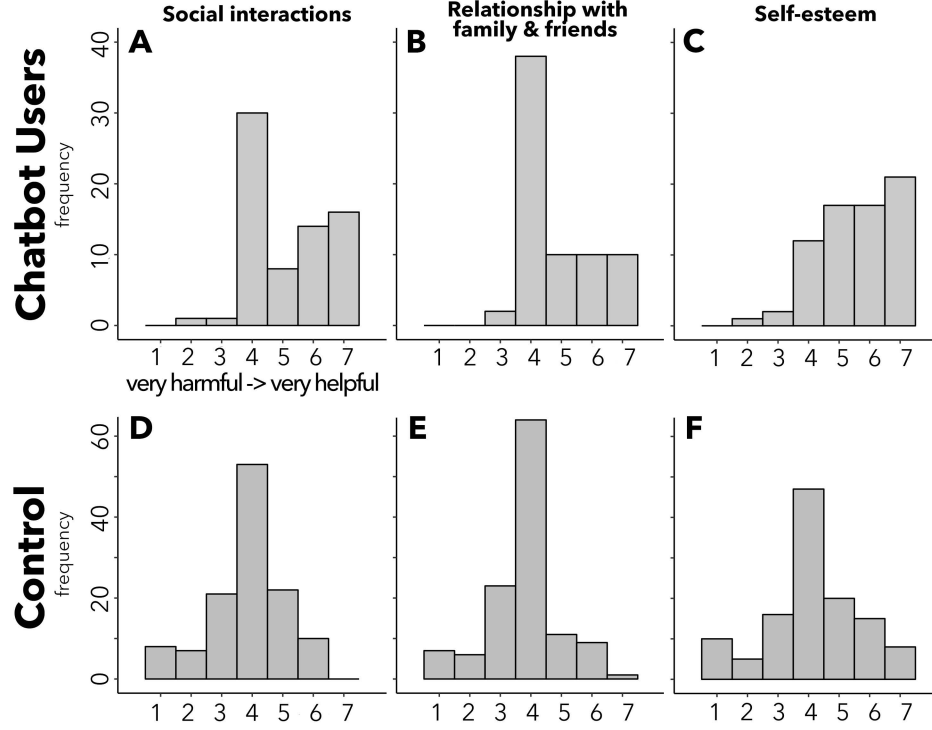 Social interactions
Relationship with
family & friends
Self-esteem
Chatbot Users
frequency
A
B
C
40
30
20
10
0
1 2 3 4 5 6 7
1 2 3 4 5 6 7
1 2 3 4 5 6 7
very harmful -> very helpful
Control
frequency
D
E
F
60
40
20
0
1 2 3 4 5 6 7
1 2 3 4 5 6 7
1 2 3 4 5 6 7